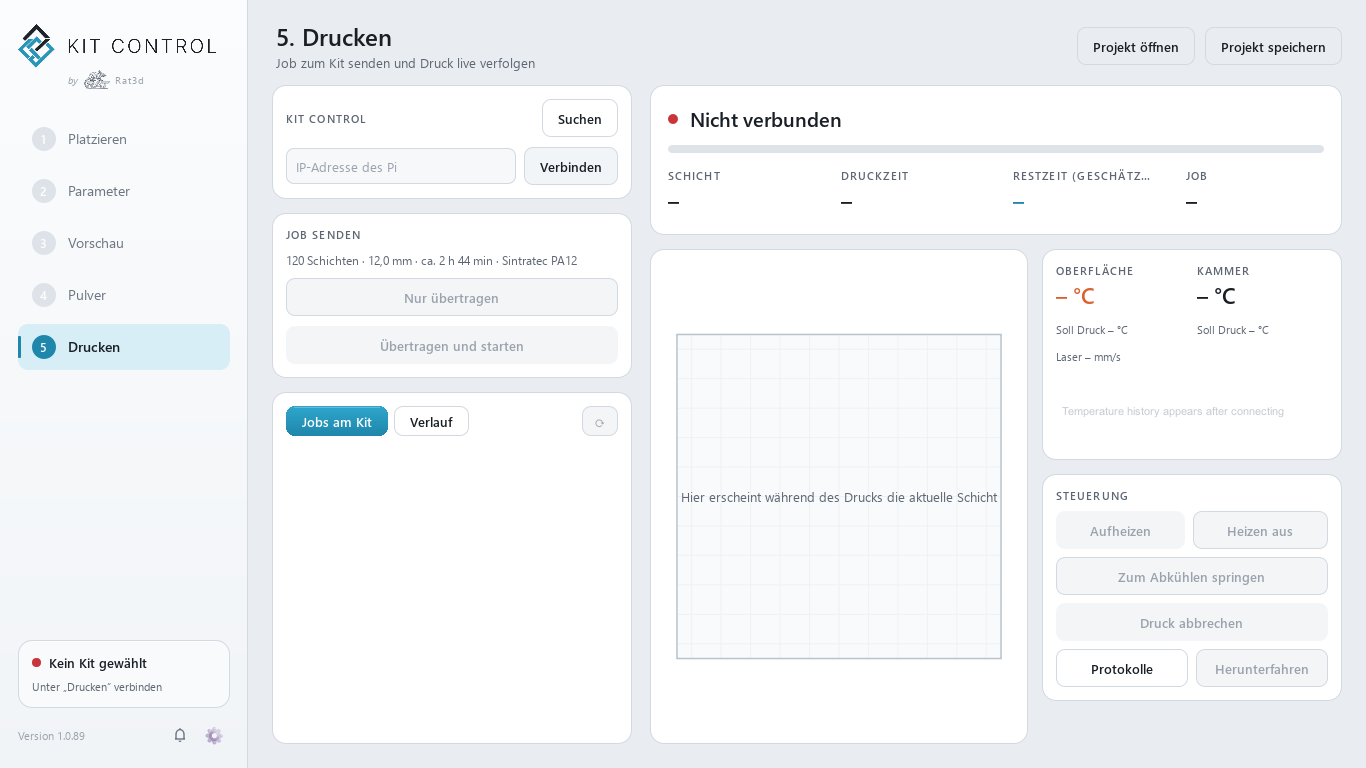 KIT CONTROL
by Rat3d
1 Platzieren
2 Parameter
3 Vorschau
4 Pulver
5 Drucken
Kein Kit gewählt
Unter „Drucken“ verbinden
Version 1.0.89
5. Drucken
Job zum Kit senden und Druck live verfolgen
Projekt öffnen
Projekt speichern
KIT CONTROL
Suchen
IP-Adresse des Pi
Verbinden
JOB SENDEN
120 Schichten · 12,0 mm · ca. 2 h 44 min · Sintratec PA12
Nur übertragen
Übertragen und starten
Jobs am Kit
Verlauf
Nicht verbunden
SCHICHT
–
DRUCKZEIT
–
RESTZEIT (GESCHÄTZ...
–
JOB
–
Hier erscheint während des Drucks die aktuelle Schicht
OBERFLÄCHE
– °C
Soll Druck – °C
Laser – mm/s
KAMMER
– °C
Soll Druck – °C
Temperature history appears after connecting
STEUERUNG
Aufheizen
Heizen aus
Zum Abkühlen springen
Druck abbrechen
Protokolle
Herunterfahren